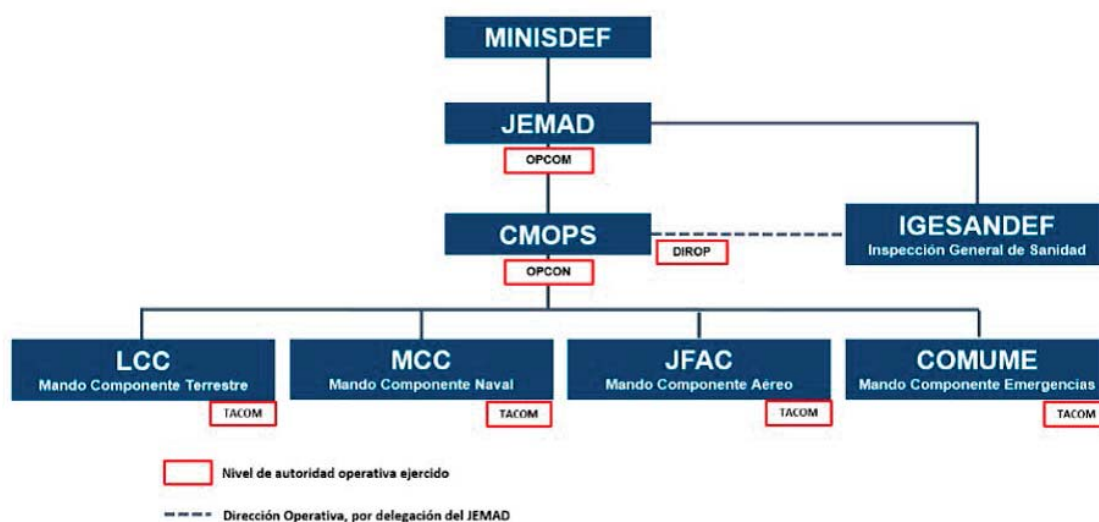 MINISDEF
JEMAD
OPCOM
CMOPS
DIROP
IGESANDEF
Inspección General de Sanidad
OPCON
LCC
Mando Componente Terrestre
TACOM
MCC
Mando Componente Naval
TACOM
JFAC
Mando Componente Aéreo
TACOM
COMUME
Mando Componente Emergencias
TACOM
Nivel de autoridad operativa ejercido
Dirección Operativa, por delegación del JEMAD